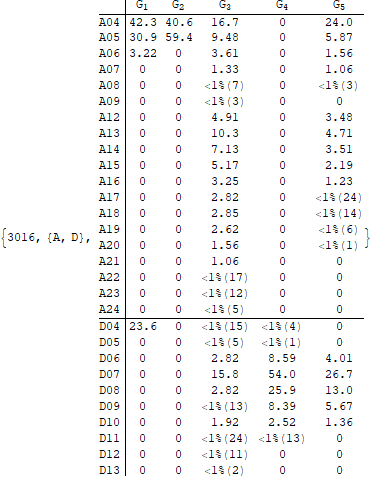 G1 G2 G3 G4 G5
A04 42.3 40.6 16.7 0 24.0
A05 30.9 59.4 9.48 0 5.87
A06 3.22 0 3.61 0 1.56
A07 0 0 1.33 0 1.06
A08 0 0 <1%(7) 0 <1%(3)
A09 0 0 <1%(3) 0 0
A12 0 0 4.91 0 3.48
A13 0 0 10.3 0 4.71
A14 0 0 7.13 0 3.51
A15 0 0 5.17 0 2.19
A16 0 0 3.25 0 1.23
A17 0 0 2.82 0 <1%(24)
A18 0 0 2.85 0 <1%(14)
A19 0 0 2.62 0 <1%(6)
{3016, {A, D}, A20 0 0 1.56 0 <1%(1) }
A21 0 0 1.06 0 0
A22 0 0 <1%(17) 0 0
A23 0 0 <1%(12) 0 0
A24 0 0 <1%(5) 0 0
D04 23.6 0 <1%(15) <1%(4) 0
D05 0 0 <1%(5) <1%(1) 0
D06 0 0 2.82 8.59 4.01
D07 0 0 15.8 54.0 26.7
D08 0 0 2.82 25.9 13.0
D09 0 0 <1%(13) 8.39 5.67
D10 0 0 1.92 2.52 1.36
D11 0 0 <1%(24) <1%(13) 0
D12 0 0 <1%(11) 0 0
D13 0 0 <1%(2) 0 0